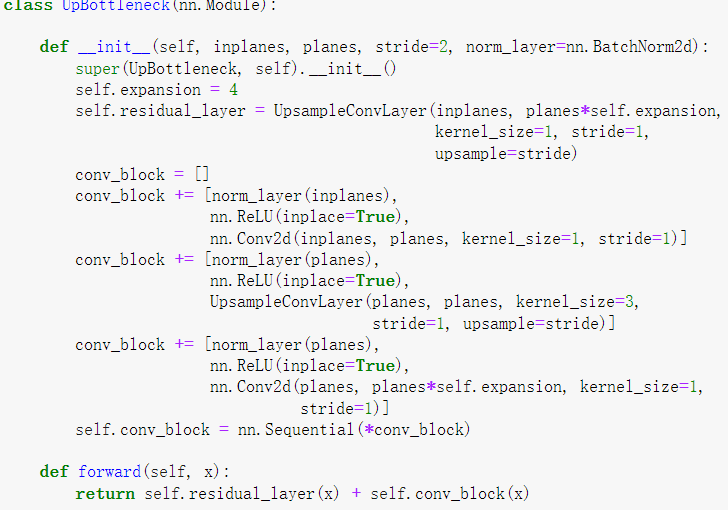 class UpBottleneck(nn.Module):
    def __init__(self, inplanes, planes, stride=2, norm_layer=nn.BatchNorm2d):
        super(UpBottleneck, self).__init__()
        self.expansion = 4
        self.residual_layer = UpsampleConvLayer(inplanes, planes*self.expansion,
                                                kernel_size=1, stride=1,
                                                upsample=stride)
        conv_block = []
        conv_block += [norm_layer(inplanes),
                       nn.ReLU(inplace=True),
                       nn.Conv2d(inplanes, planes, kernel_size=1, stride=1)]
        conv_block += [norm_layer(planes),
                       nn.ReLU(inplace=True),
                       UpsampleConvLayer(planes, planes, kernel_size=3,
                                         stride=1, upsample=stride)]
        conv_block += [norm_layer(planes),
                       nn.ReLU(inplace=True),
                       nn.Conv2d(planes, planes*self.expansion, kernel_size=1,
                                 stride=1)]
        self.conv_block = nn.Sequential(*conv_block)
    def forward(self, x):
        return self.residual_layer(x) + self.conv_block(x)